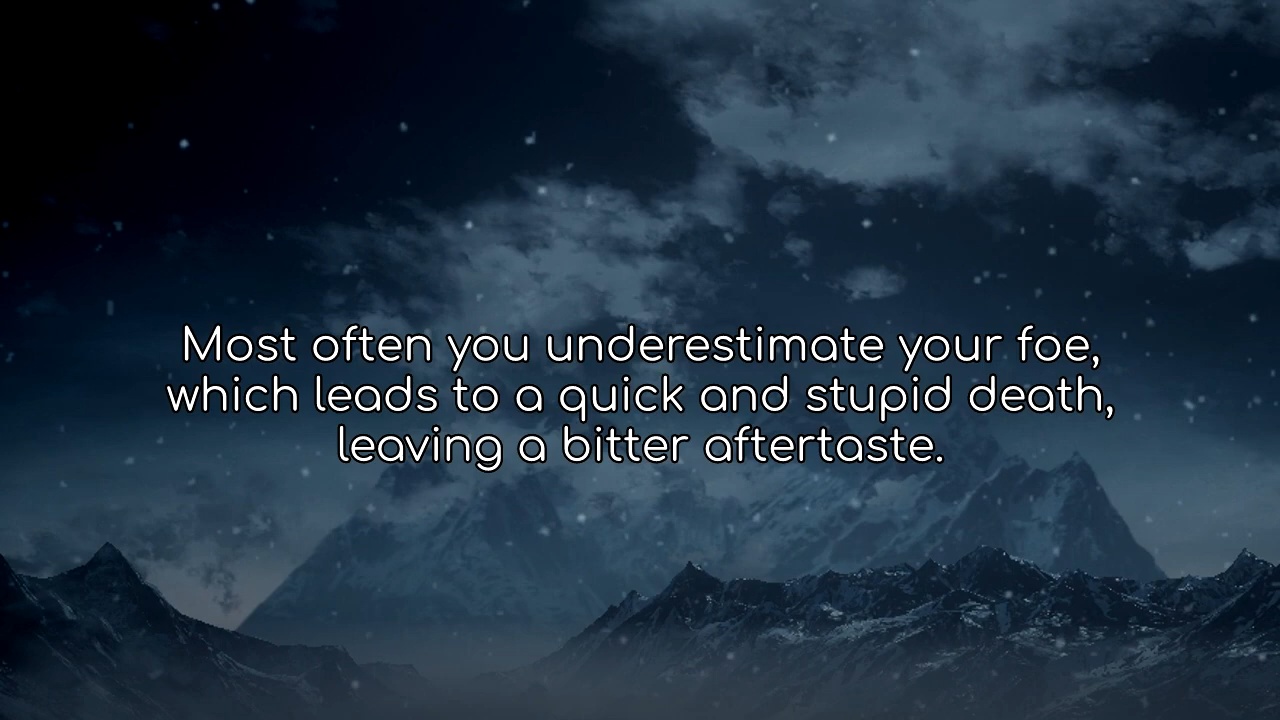 Most often you underestimate your foe,
which leads to a quick and stupid death,
leaving a bitter aftertaste.